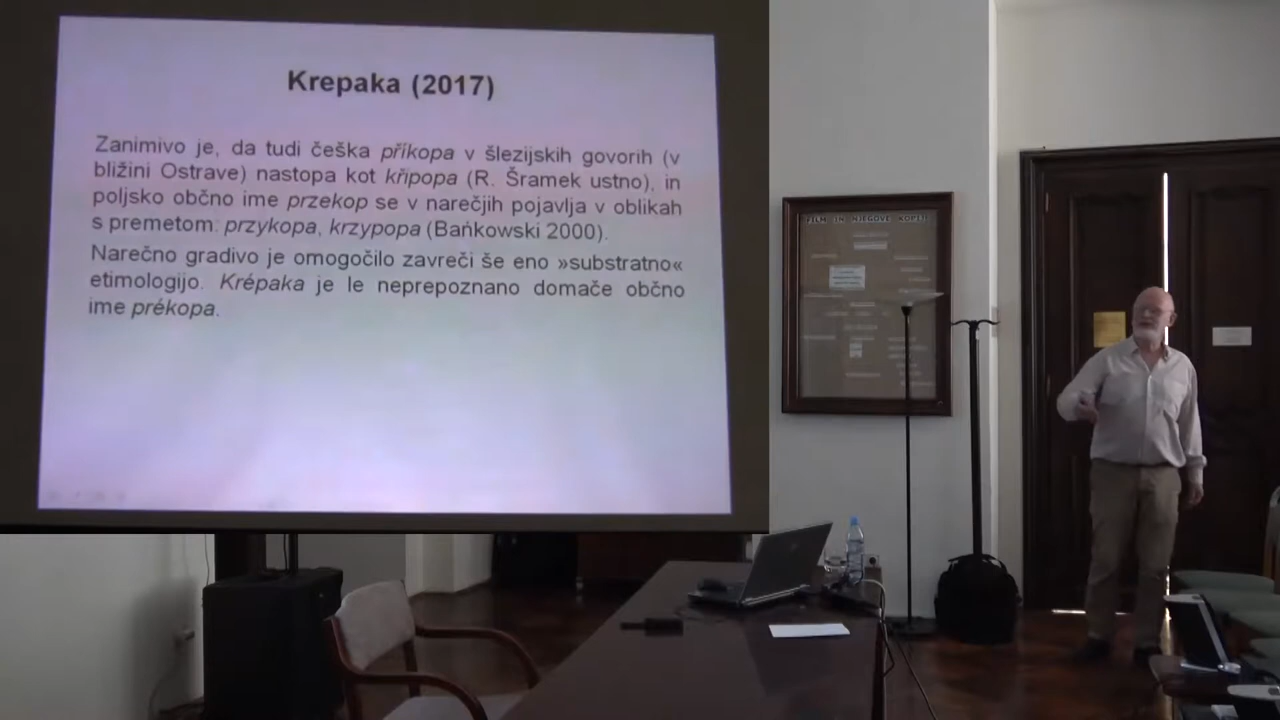 Krepaka (2017)
Zanimivo je, da tudi češka příkopa v šlezijskih govorih (v
bližini Ostrave) nastopa kot křipopa (R. Šramek ustno), in
poljsko občno ime przekop se v narečjih pojavlja v oblikah
s premetom: przykopa, krzypopa (Bańkowski 2000).
Narečno gradivo je omogočilo zavreči še eno »substratno«
etimologijo. Krépaka je le neprepoznano domače občno
ime prékopa.
FILM IN NJEGOVE KOPIJE